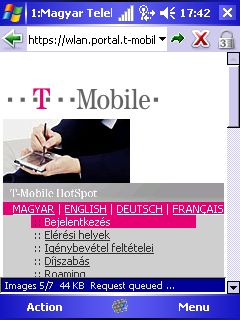 1:Magyar Telel 17:42
https://wlan.portal.t-mobil
T··Mobile·
T-Mobile HotSpot
MAGYAR | ENGLISH | DEUTSCH | FRANÇAIS
:: Bejelentkezés
:: Elérési helyek
:: Igénybevétel feltételei
:: Díjszabás
:: Roaming
Images 5/7 44 KB Request queued ...
Action Menu